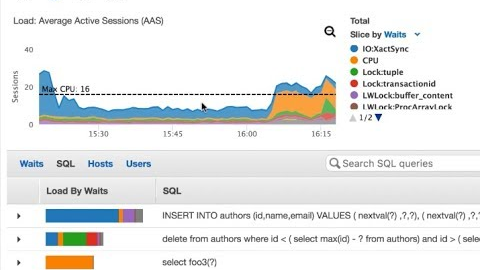 Load: Average Active Sessions (AAS)
Total
Slice by Waits
40
20
0
Sessions
Max CPU: 16
15:30
15:45
16:00
16:15
IO:XactSync
CPU
Lock:tuple
Lock:transactionid
LWLock:buffer_content
LWLock:ProcArrayLock
1/2
Waits
SQL
Hosts
Users
Search SQL queries
Load By Waits
SQL
INSERT INTO authors (id,name,email) VALUES ( nextval(?) ,?,?), ( nextval(?) ,?,
delete from authors where id < ( select max(id) - ? from authors) and id > ( sele
select foo3(?)